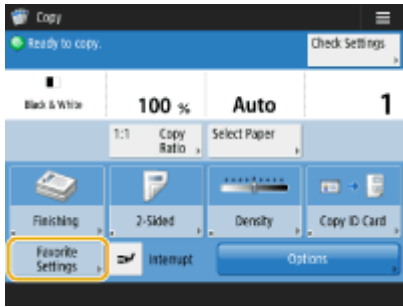 Copy
Ready to copy.
Check Settings
Black & White
100 %
Auto
1
1:1
Copy
Ratio
Select Paper
Finishing
2-Sided
Density
Copy ID Card
Favorite
Settings
Interrupt
Options